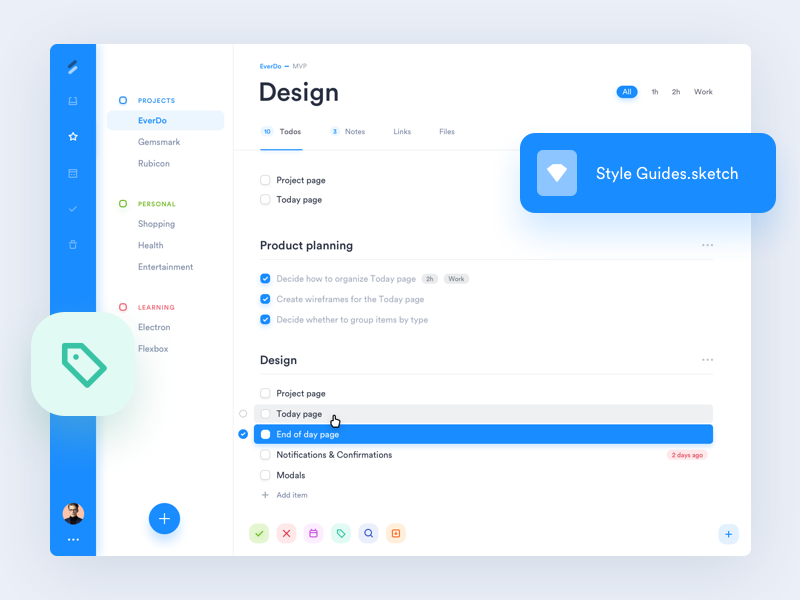 PROJECTS
EverDo
Gemsmark
Rubicon
PERSONAL
Shopping
Health
Entertainment
LEARNING
Electron
Flexbox
EverDo MVP
Design
All 1h 2h Work
10 Todos 3 Notes Links Files
Style Guides.sketch
Project page
Today page
Product planning
Decide how to organize Today page 2h Work
Create wireframes for the Today page
Decide whether to group items by type
Design
Project page
Today page
End of day page
Notifications & Confirmations 2 days ago
Modals
Add item